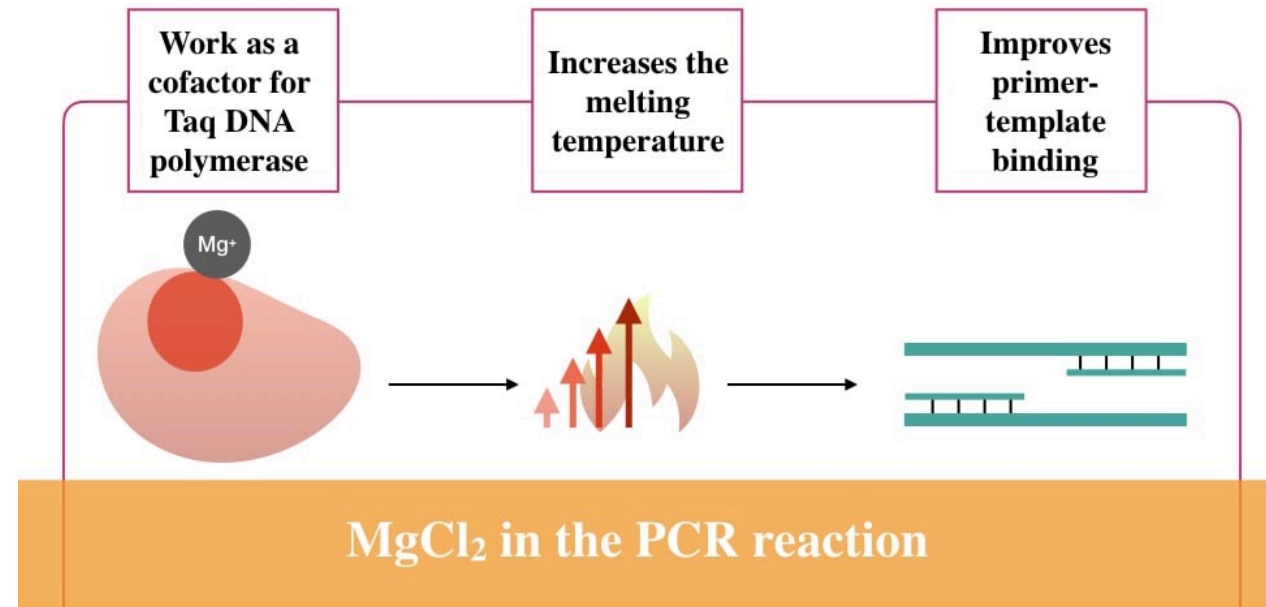 Work as a
cofactor for
Taq DNA
polymerase
Increases the
melting
temperature
Improves
primer-
template
binding
Mg⁺
MgCl₂ in the PCR reaction